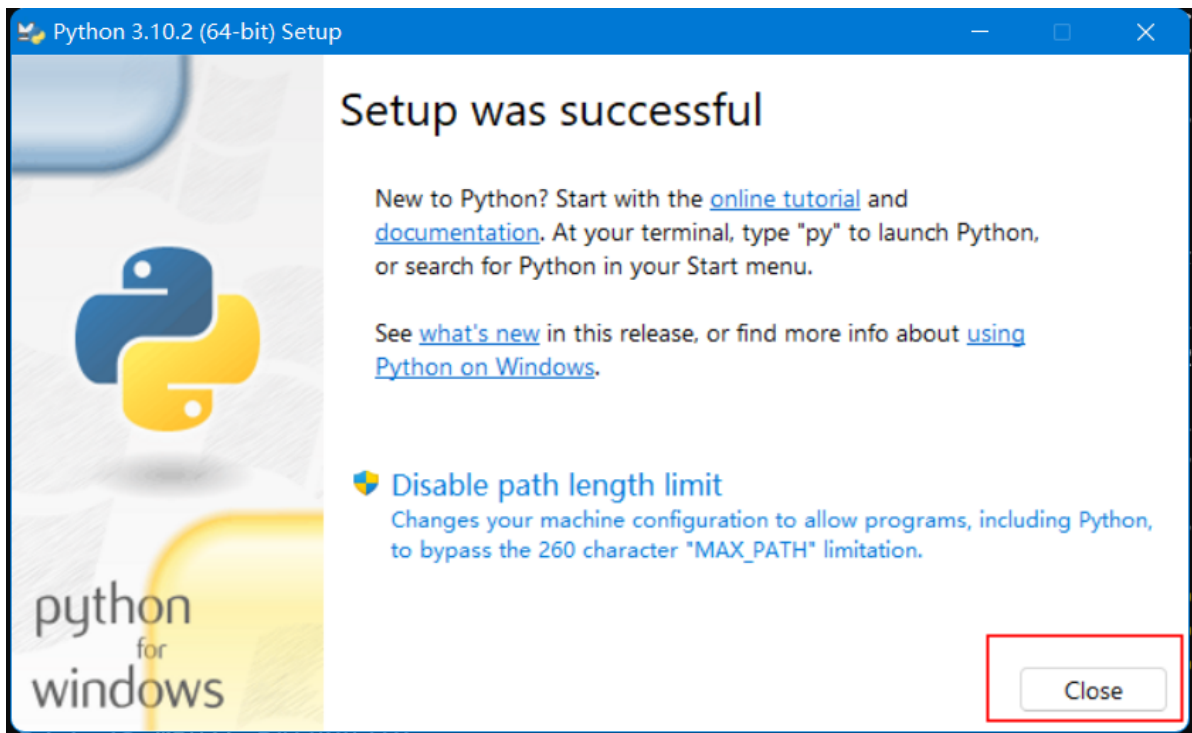 Python 3.10.2 (64-bit) Setup
Setup was successful
New to Python? Start with the online tutorial and
documentation. At your terminal, type "py" to launch Python,
or search for Python in your Start menu.
See what's new in this release, or find more info about using
Python on Windows.
Disable path length limit
Changes your machine configuration to allow programs, including Python,
to bypass the 260 character "MAX_PATH" limitation.
python
for
windows
Close